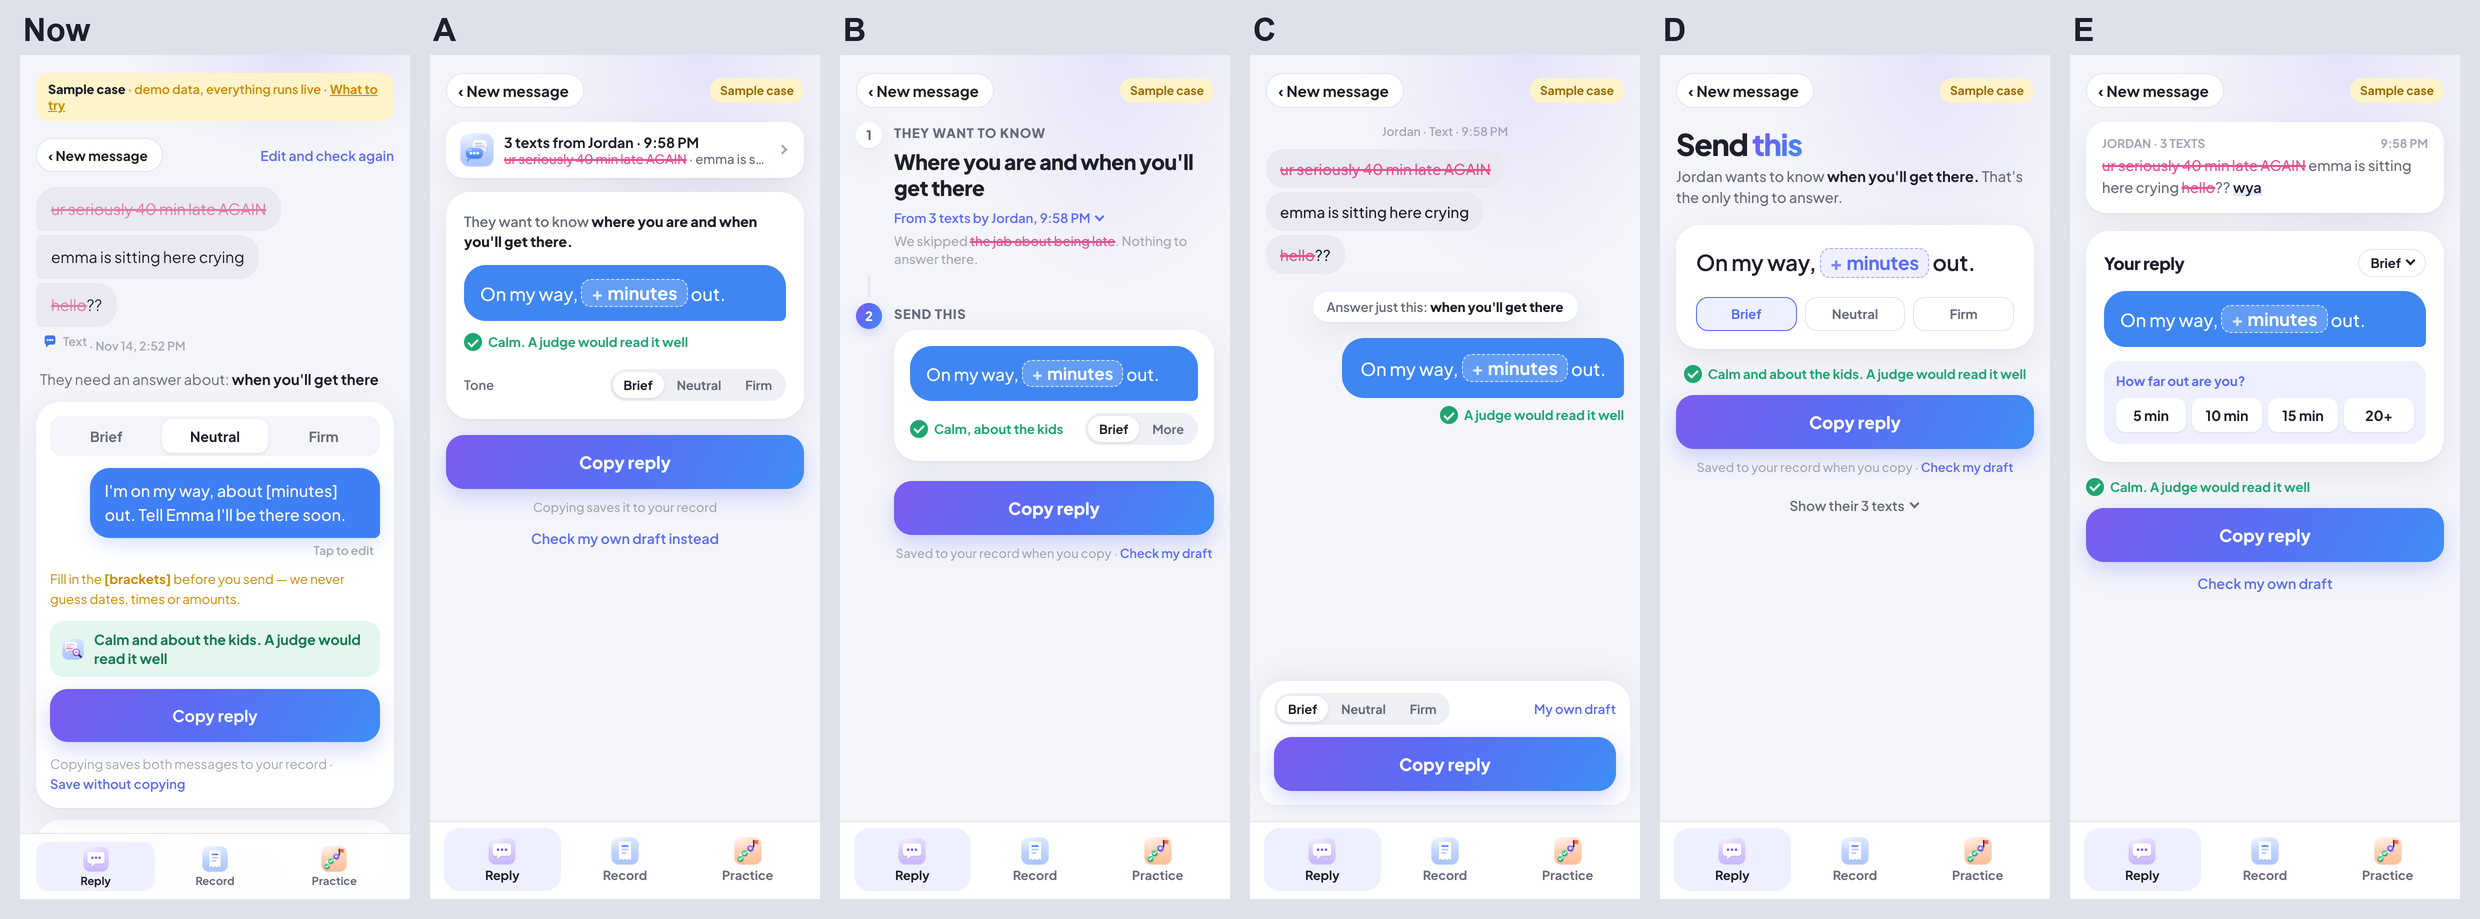 Now
Sample case · demo data, everything runs live · What to
try
‹ New message
Edit and check again
ur seriously 40 min late AGAIN
emma is sitting here crying
hello??
Text · Nov 14, 2:52 PM
They need an answer about: when you'll get there
Brief Neutral Firm
I'm on my way, about [minutes]
out. Tell Emma I'll be there soon.
Tap to edit
Fill in the [brackets] before you send — we never
guess dates, times or amounts.
Calm and about the kids. A judge would
read it well
Copy reply
Copying saves both messages to your record ·
Save without copying
Reply Record Practice
A
‹ New message
Sample case
3 texts from Jordan · 9:58 PM
ur seriously 40 min late AGAIN · emma is s...
They want to know where you are and when
you'll get there.
On my way, + minutes out.
Calm. A judge would read it well
Tone Brief Neutral Firm
Copy reply
Copying saves it to your record
Check my own draft instead
Reply Record Practice
B
‹ New message
Sample case
1 THEY WANT TO KNOW
Where you are and when you'll
get there
From 3 texts by Jordan, 9:58 PM
We skipped the jab about being late. Nothing to
answer there.
2 SEND THIS
On my way, + minutes out.
Calm, about the kids Brief More
Copy reply
Saved to your record when you copy · Check my draft
Reply Record Practice
C
‹ New message
Sample case
Jordan · Text · 9:58 PM
ur seriously 40 min late AGAIN
emma is sitting here crying
hello??
Answer just this: when you'll get there
On my way, + minutes out.
A judge would read it well
Brief Neutral Firm My own draft
Copy reply
Reply Record Practice
D
‹ New message
Sample case
Send this
Jordan wants to know when you'll get there. That's
the only thing to answer.
On my way, + minutes out.
Brief Neutral Firm
Calm and about the kids. A judge would read it well
Copy reply
Saved to your record when you copy · Check my draft
Show their 3 texts
Reply Record Practice
E
‹ New message
Sample case
JORDAN · 3 TEXTS 9:58 PM
ur seriously 40 min late AGAIN emma is sitting
here crying hello?? wya
Your reply Brief
On my way, + minutes out.
How far out are you?
5 min 10 min 15 min 20+
Calm. A judge would read it well
Copy reply
Check my own draft
Reply Record Practice